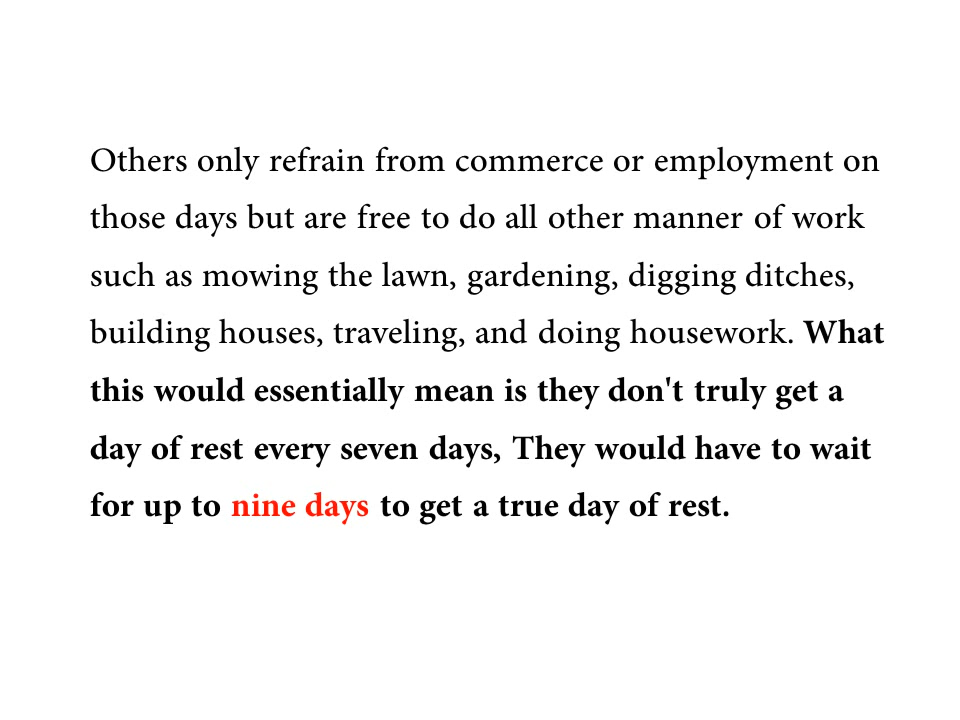 Others only refrain from commerce or employment on
those days but are free to do all other manner of work
such as mowing the lawn, gardening, digging ditches,
building houses, traveling, and doing housework. What
this would essentially mean is they don't truly get a
day of rest every seven days, They would have to wait
for up to nine days to get a true day of rest.